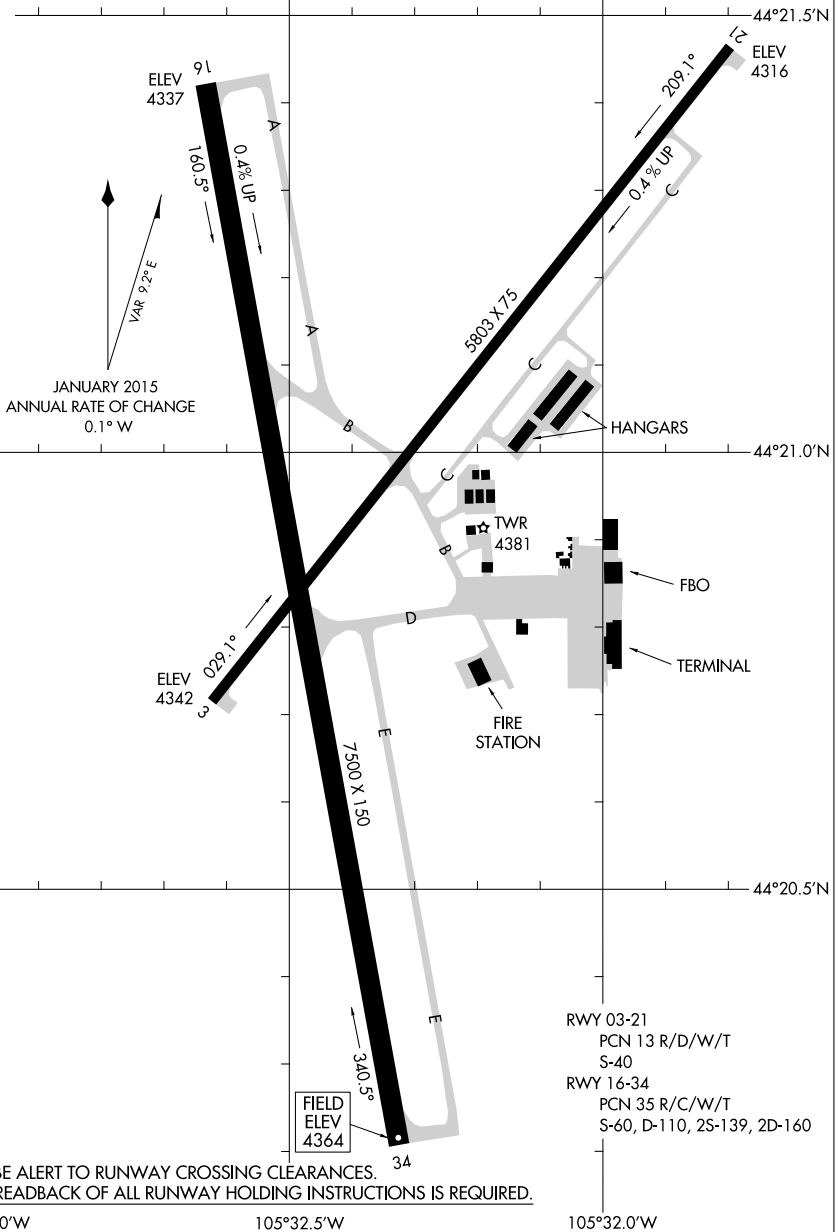 44°21.5'N
21
ELEV
4316
16
ELEV
4337
209.1°
0.4% UP
A
160.5°
0.4% UP
C
VAR 9.2° E
5803 X 75
A
JANUARY 2015
ANNUAL RATE OF CHANGE
0.1° W
C
B
HANGARS
44°21.0'N
C
TWR
4381
B
FBO
D
029.1°
ELEV
4342
3
TERMINAL
FIRE
STATION
E
7500 X 150
44°20.5'N
E
RWY 03-21
PCN 13 R/D/W/T
S-40
RWY 16-34
PCN 35 R/C/W/T
S-60, D-110, 2S-139, 2D-160
340.5°
FIELD
ELEV
4364
34
BE ALERT TO RUNWAY CROSSING CLEARANCES.
READBACK OF ALL RUNWAY HOLDING INSTRUCTIONS IS REQUIRED.
0'W
105°32.5'W
105°32.0'W